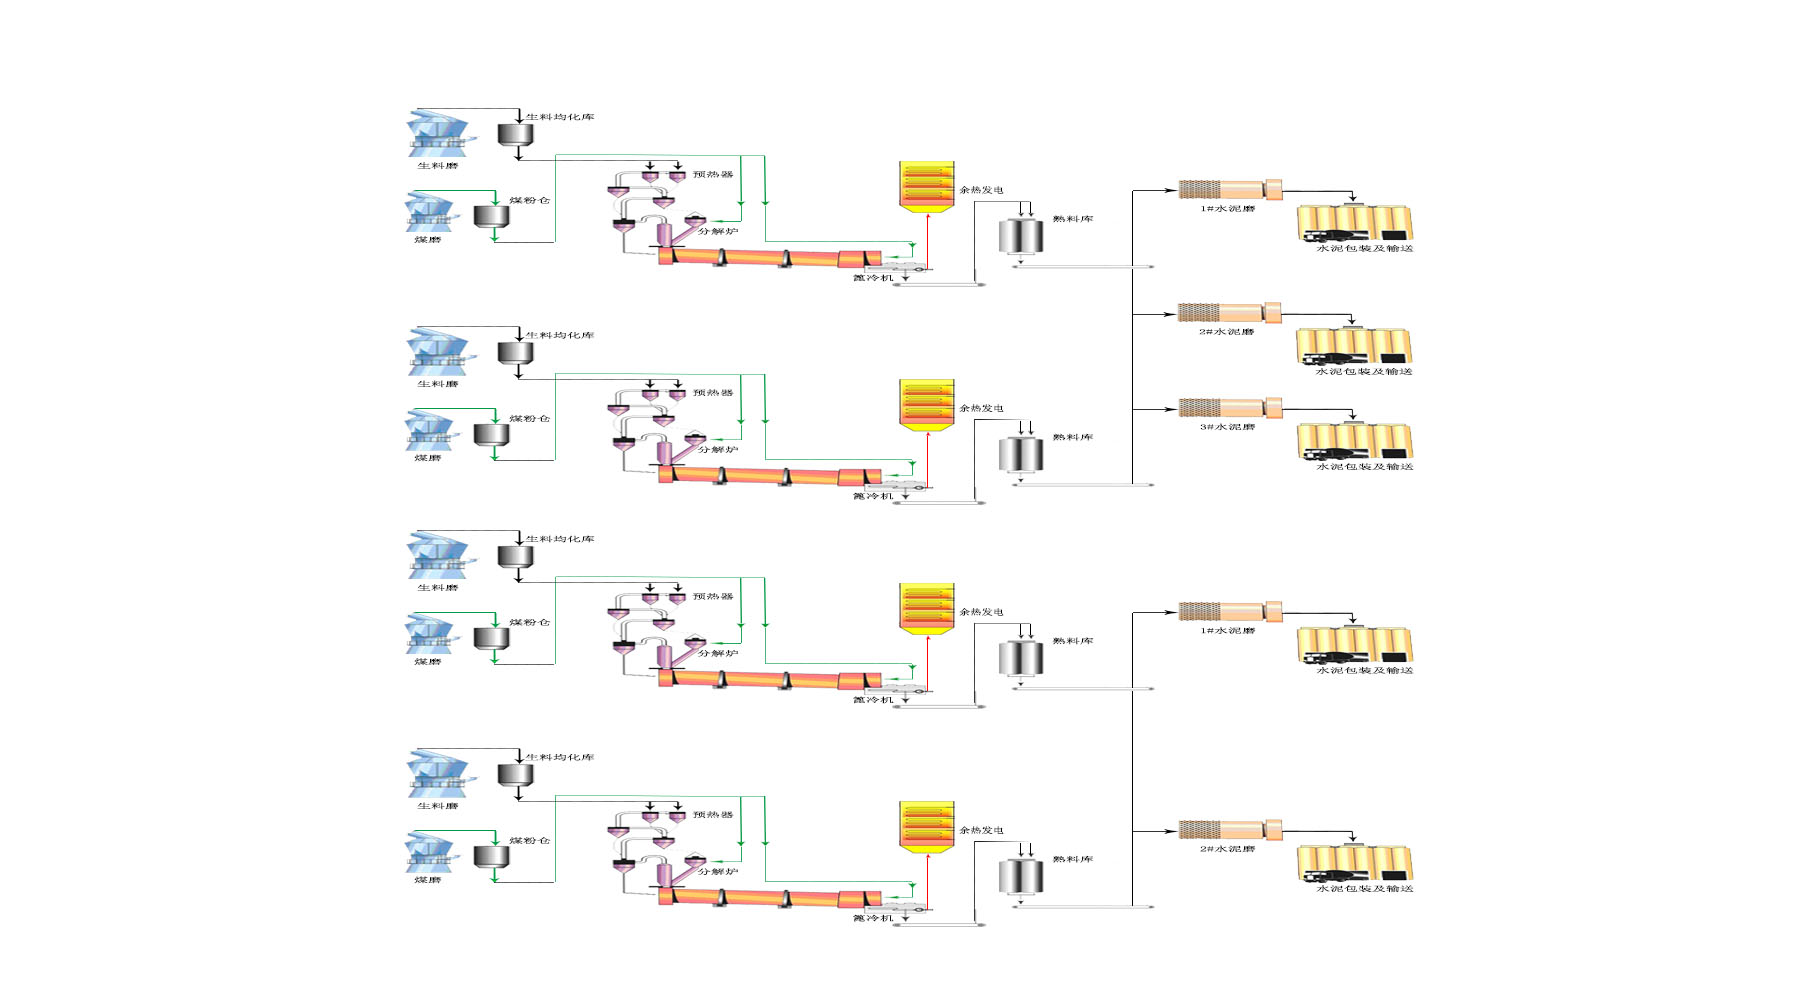 生料均化库
生料磨
预热器
煤粉仓
煤磨
分解炉
篦冷机
余热发电
熟料库
1#水泥磨
水泥包装及输送
2#水泥磨
水泥包装及输送
生料均化库
生料磨
预热器
煤粉仓
煤磨
分解炉
篦冷机
余热发电
熟料库
3#水泥磨
水泥包装及输送
生料均化库
生料磨
预热器
煤粉仓
煤磨
分解炉
篦冷机
余热发电
熟料库
1#水泥磨
水泥包装及输送
生料均化库
生料磨
预热器
煤粉仓
煤磨
分解炉
篦冷机
余热发电
熟料库
2#水泥磨
水泥包装及输送